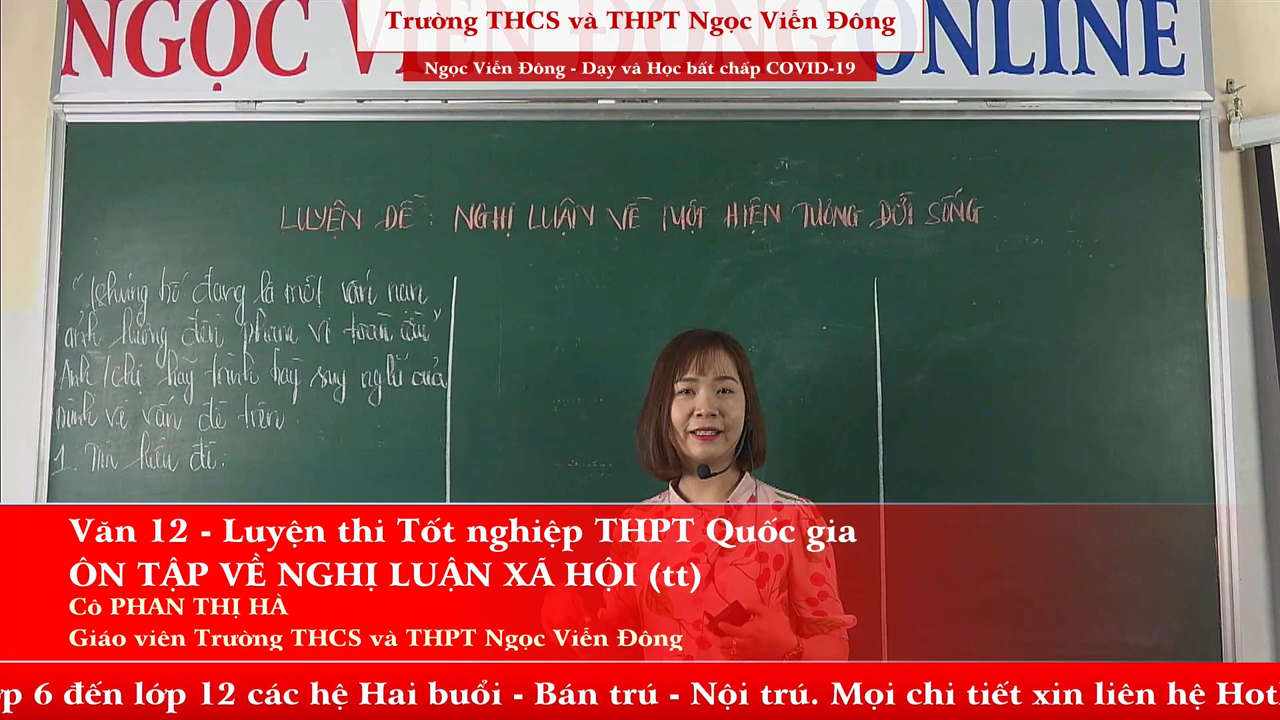 NGỌC VIỄN ĐÔNG ONLINE
Trường THCS và THPT Ngọc Viễn Đông
Ngọc Viễn Đông - Dạy và Học bất chấp COVID-19
LUYỆN ĐỀ : NGHỊ LUẬN VỀ MỘT HIỆN TƯỢNG ĐỜI SỐNG
"Khủng bố đang là một vấn nạn
ảnh hưởng đến phạm vi toàn cầu"
Anh/chị hãy trình bày suy nghĩ của
mình về vấn đề trên.
1. Tìm hiểu đề:
Văn 12 - Luyện thi Tốt nghiệp THPT Quốc gia
ÔN TẬP VỀ NGHỊ LUẬN XÃ HỘI (tt)
Cô PHAN THỊ HÀ
Giáo viên Trường THCS và THPT Ngọc Viễn Đông
6 đến lớp 12 các hệ Hai buổi - Bán trú - Nội trú. Mọi chi tiết xin liên hệ